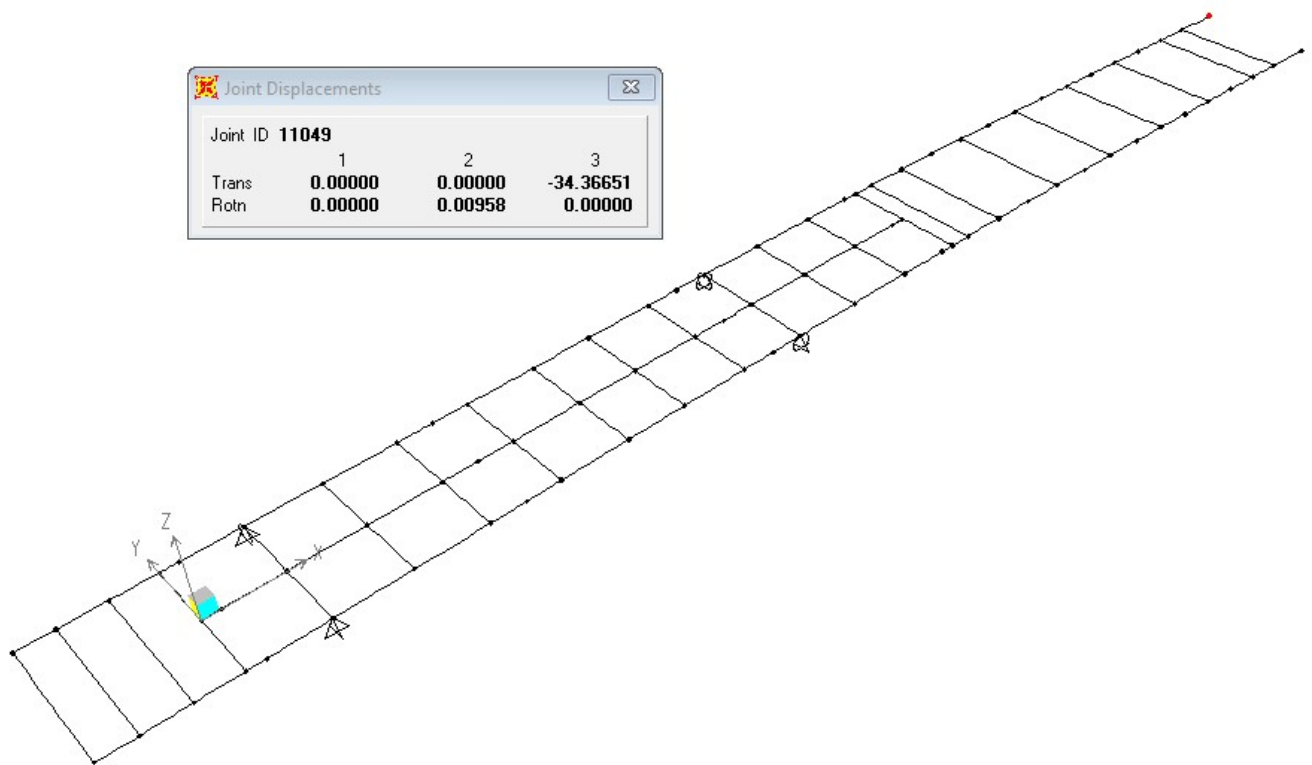 Joint Displacements
Joint ID 11049
1 2 3
Trans 0.00000 0.00000 -34.36651
Rotn 0.00000 0.00958 0.00000
Z
Y
X